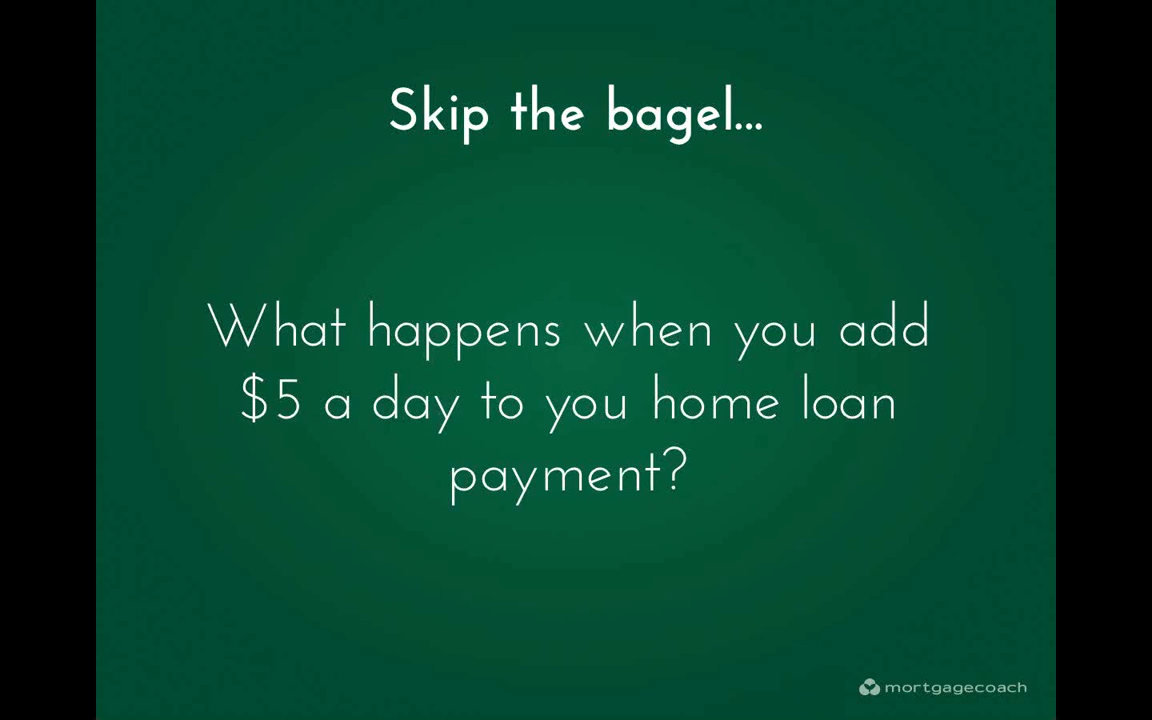 Skip the bagel...
What happens when you add
$5 a day to you home loan
payment?
mortgagecoach